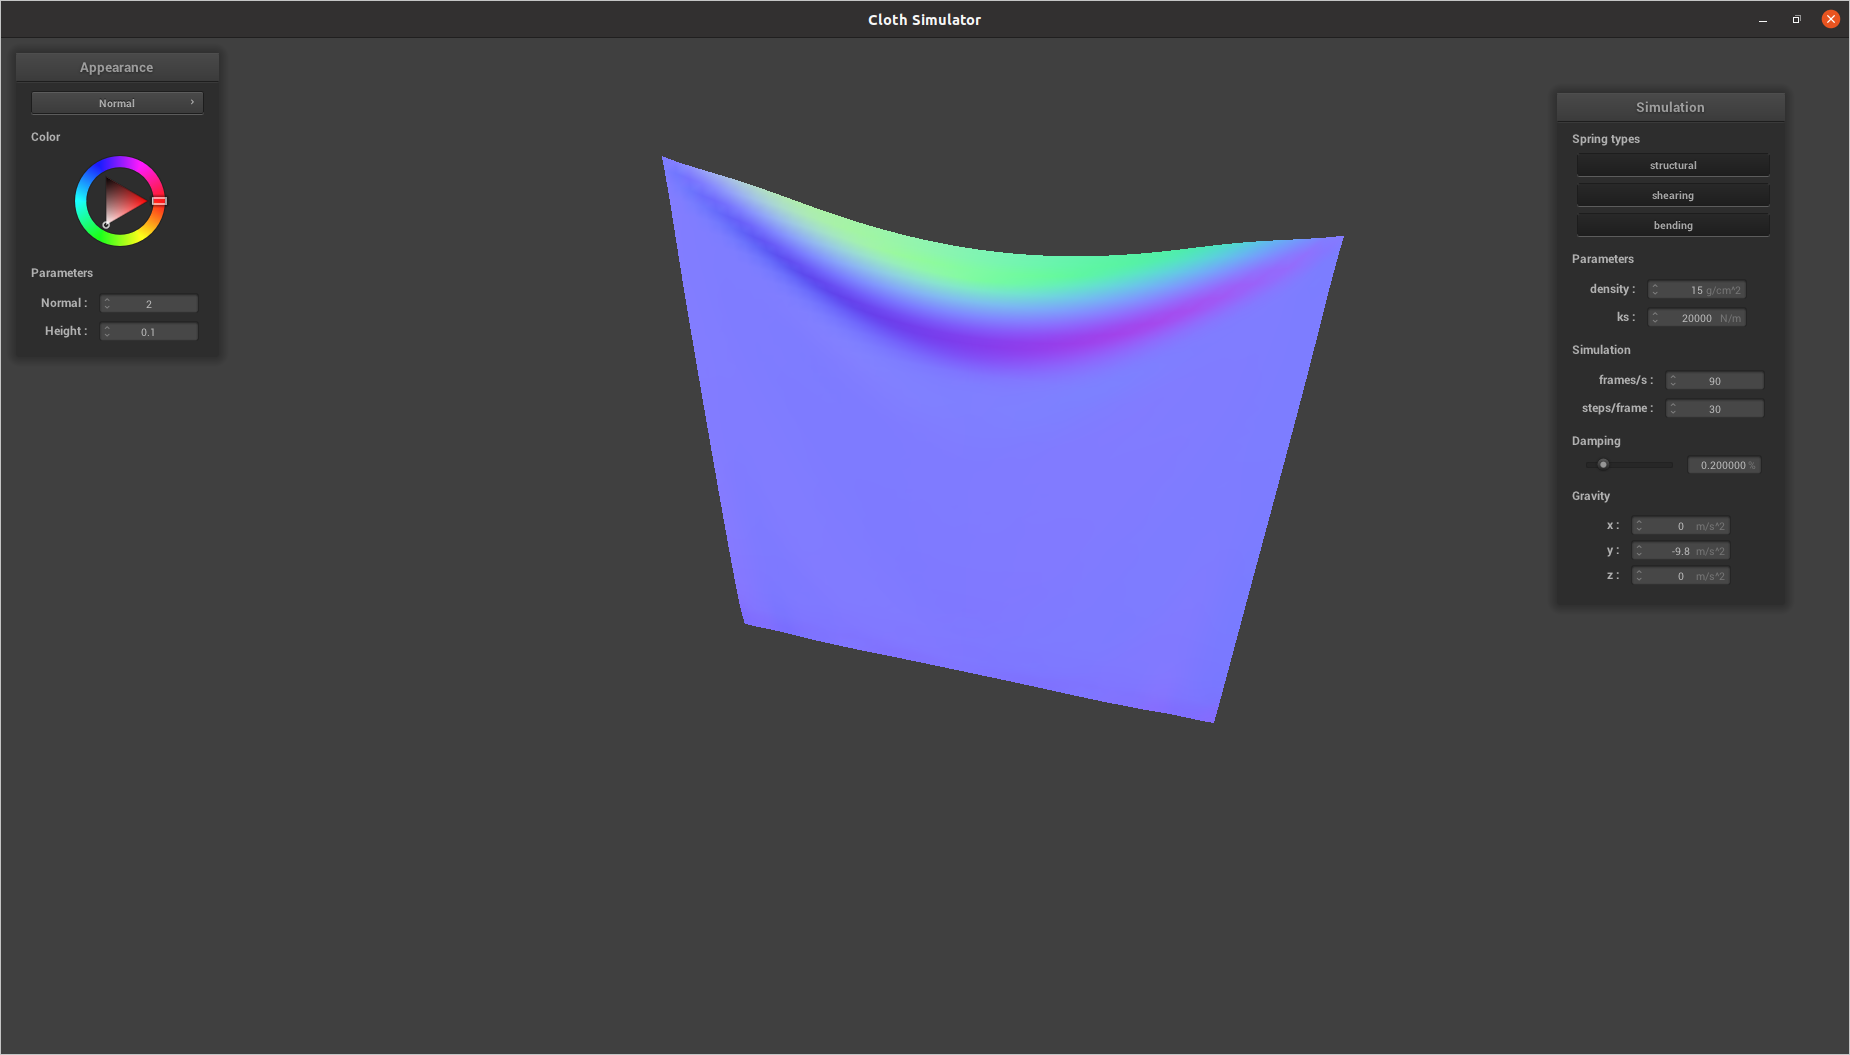 Cloth Simulator
Appearance
Normal
Color
Parameters
Normal : 2
Height : 0.1
Simulation
Spring types
structural
shearing
bending
Parameters
density : 15 g/cm^2
ks : 20000 N/m
Simulation
frames/s : 90
steps/frame : 30
Damping
0.200000 %
Gravity
x : 0 m/s^2
y : -9.8 m/s^2
z : 0 m/s^2